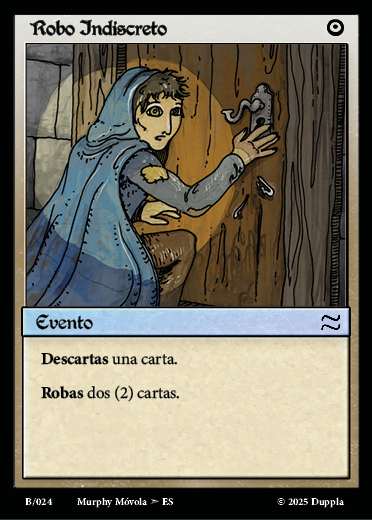 Robo Indiscreto
Evento
Descartas una carta.
Robas dos (2) cartas.
B/024 Murphy Móvola ➣ ES © 2025 Duppla